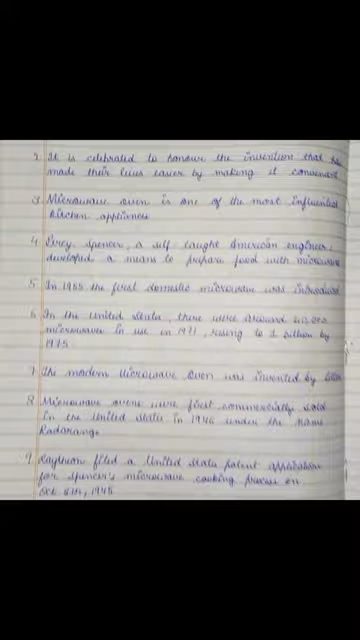 2 It is celebrated to honour the invention that has
made their lives easier by making it convenient
3 Microwave oven is one of the most influential
kitchen appliances
4 Percy Spencer, a self taught American engineer,
developed a means to prepare food with microwave
5 In 1955 the first domestic microwave was introduced
6 In the United States, there were around
microwaves in use in 1971, rising to 1 billion by
1975
7 The modern Microwave Oven was invented by
8 Microwave ovens were first commercially sold
in the United States in 1946 under the name
Radarange
9 Raytheon filed a United States patent application
for Spencer's microwave cooking process on
Oct 8th, 1945